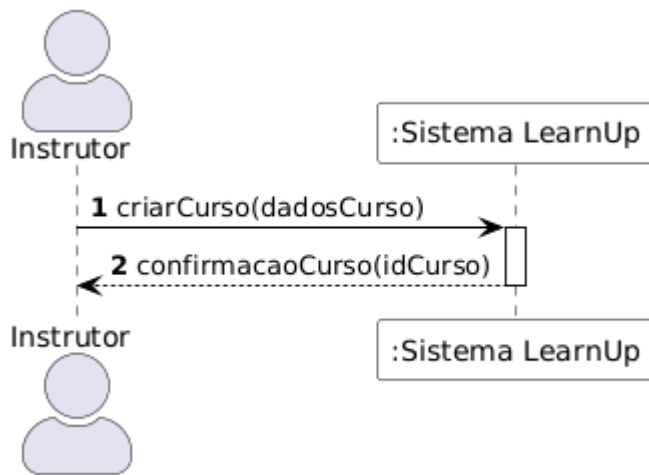 Instrutor
:Sistema LearnUp
1 criarCurso(dadosCurso)
2 confirmacaoCurso(idCurso)
Instrutor
:Sistema LearnUp